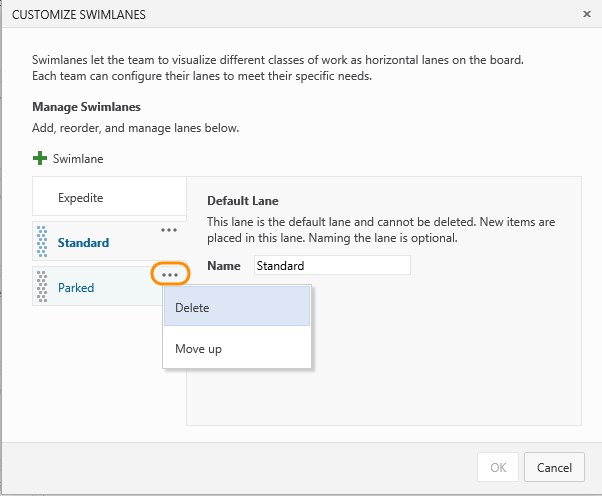 CUSTOMIZE SWIMLANES
Swimlanes let the team to visualize different classes of work as horizontal lanes on the board.
Each team can configure their lanes to meet their specific needs.
Manage Swimlanes
Add, reorder, and manage lanes below.
Swimlane
Expedite
Standard
Parked
Delete
Move up
Default Lane
This lane is the default lane and cannot be deleted. New items are
placed in this lane. Naming the lane is optional.
Name Standard
OK Cancel